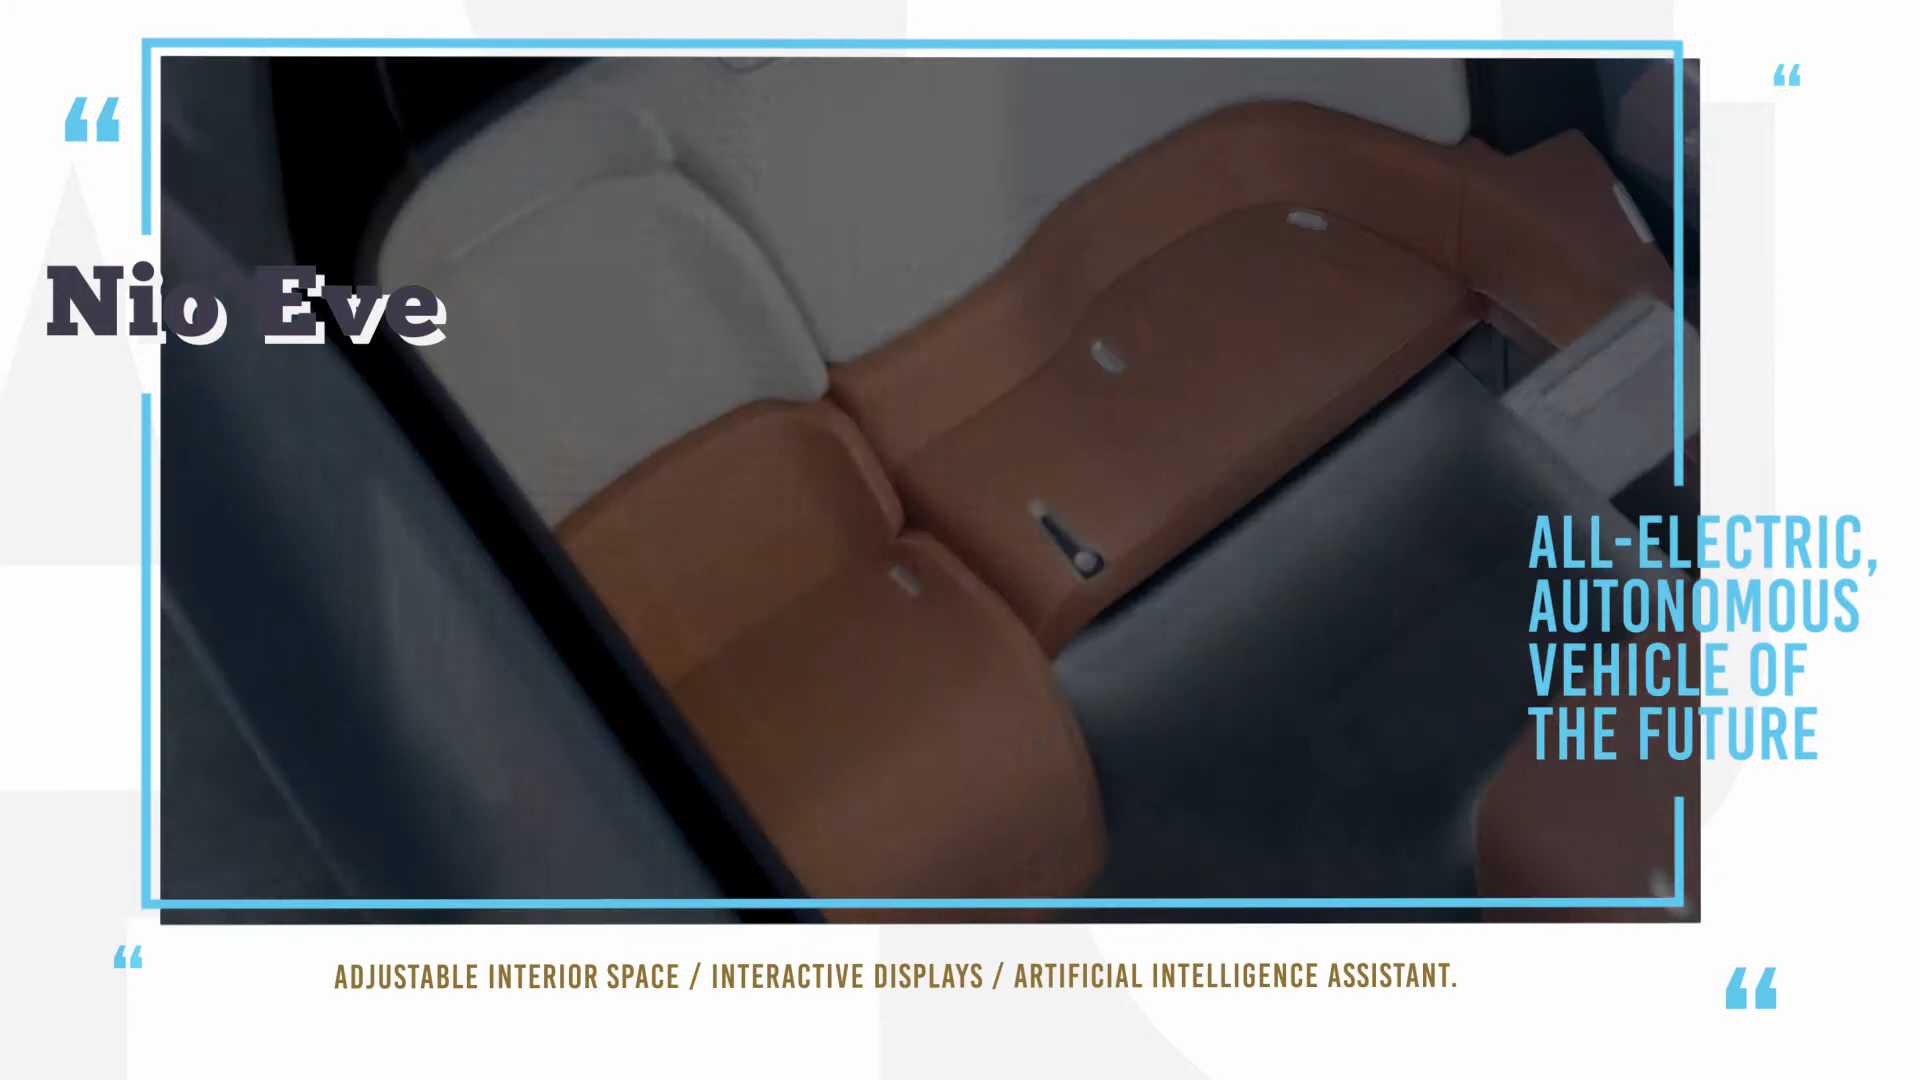 Nio Eve
ALL-ELECTRIC,
AUTONOMOUS
VEHICLE OF
THE FUTURE
ADJUSTABLE INTERIOR SPACE / INTERACTIVE DISPLAYS / ARTIFICIAL INTELLIGENCE ASSISTANT.